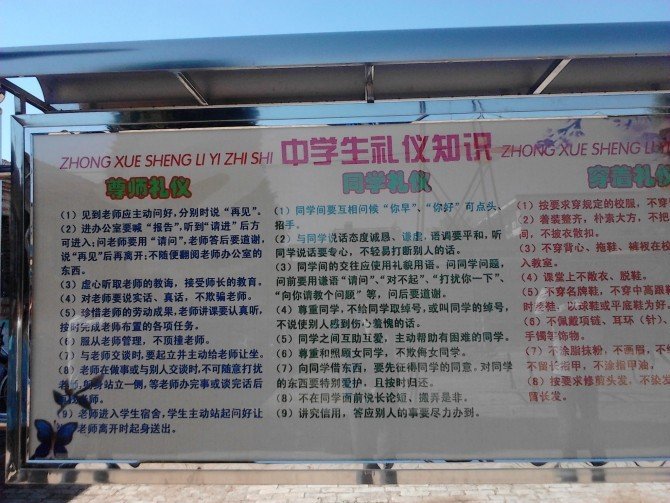 ZHONG XUE SHENG LI YI ZHI SHI 中学生礼仪知识 ZHONG XUE SHENG LI YI ZH
尊师礼仪
(1) 见到老师应主动问好,分别时说“再见”。
(2) 进办公室要喊“报告”,听到“请进”后方
可进入;问老师要用“请问”,老师答后要道谢,
说“再见”后再离开;不随便翻阅老师办公室的
东西。
(3) 虚心听取老师的教诲,接受师长的教育。
(4) 对老师要说实话、真话,不欺骗老师。
(5) 珍惜老师的劳动成果,老师讲课要认真听,
按时完成老师布置的各项任务。
(6) 服从老师管理,不顶撞老师。
(7) 与老师交谈时,要起立并主动给老师让坐。
(8) 老师在做事或与别人交谈时,不可随意打扰
老师,可旁站立一侧,等老师办完事或谈完话后
老师。
(9) 老师进入学生宿舍,学生主动站起问好让
老师离开时起身送出。
同学礼仪
(1) 同学间要互相问候“你早”、“你好”可点头、
招手。
(2) 与同学说话态度诚恳、谦虚,语调要平和,听
同学说话要专心,不轻易打断别人的话。
(3) 同学间的交往应使用礼貌用语。问同学问题,
问前要用谦语“请问”、“对不起”、“打扰你一下”、
“向你请教个问题”等,问后要道谢。
(4) 尊重同学,不给同学取绰号,或叫同学的绰号,
不说使别人感到伤心羞愧的话。
(5) 同学之间互助互爱,主动帮助有困难的同学。
(6) 尊重和照顾女同学,不欺侮女同学。
(7) 向同学借东西,要先征得同学的同意,对同学
的东西要特别爱护,且按时归还。
(8) 不在同学面前说长论短、搬弄是非。
(9) 讲究信用,答应别人的事要尽力办到。
穿着礼仪
(1) 按要求穿规定的校服,不穿
(2) 着装整齐,朴素大方,不把
间,不披衣散扣。
(3) 不穿背心、拖鞋、裤衩在校
入教室。
(4) 课堂上不敞衣、脱鞋。
(5) 不穿名牌鞋,不穿中高跟鞋
时差鞋,以球鞋或平底鞋为
(6) 不佩戴项链、耳环(针)、
手镯等饰物。
(7) 不涂脂抹粉,不画眉,不
不留长指甲,不涂指甲油,
(8) 按要求修剪头发,不染发
留长发。